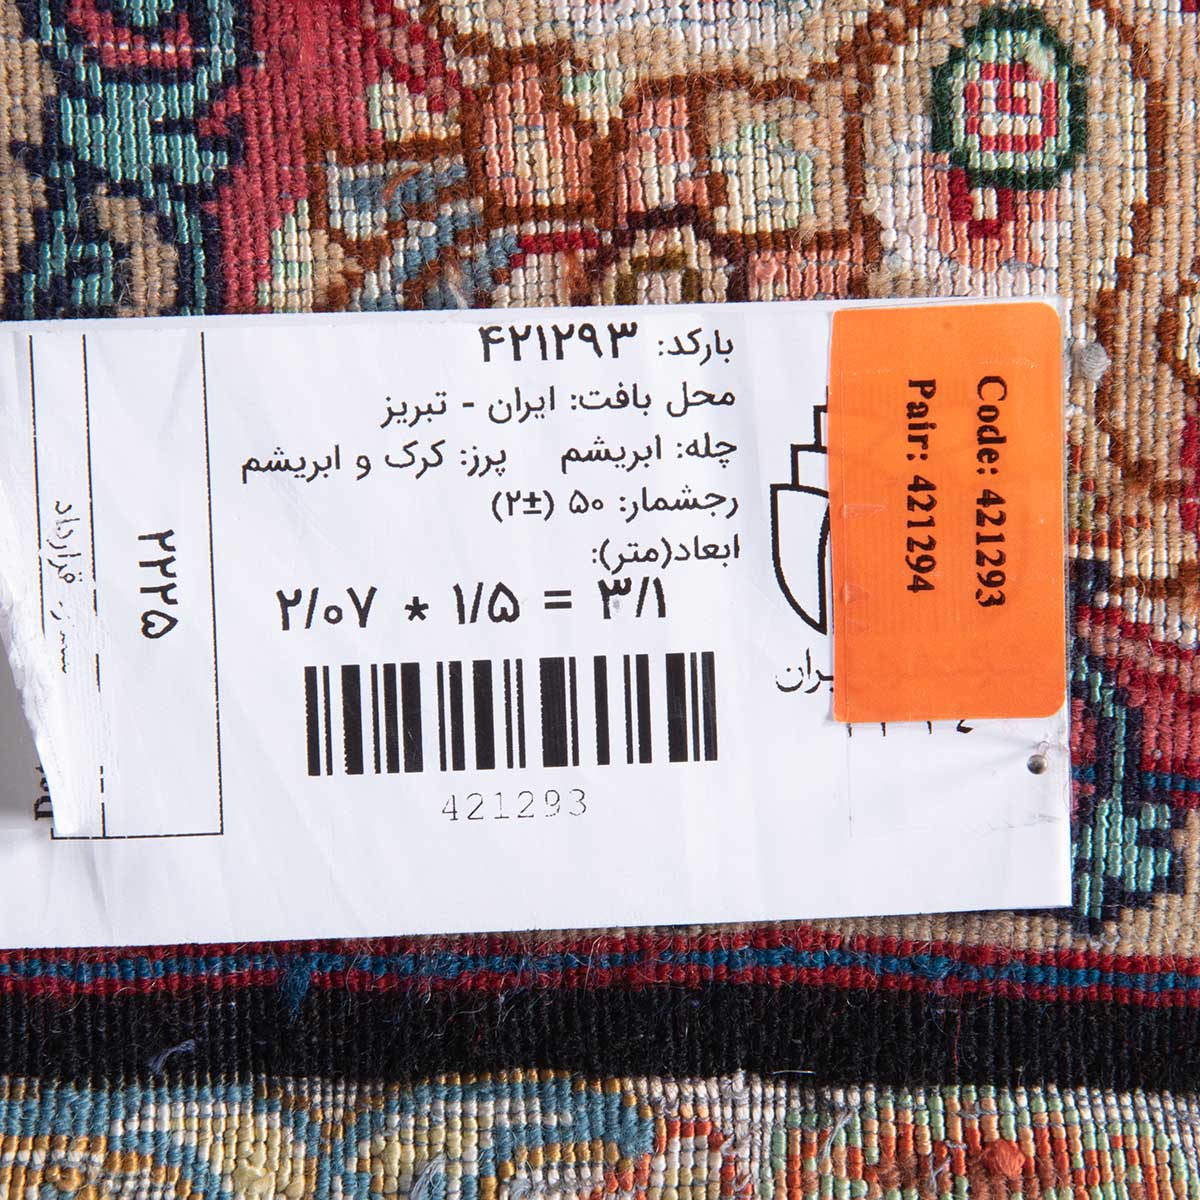 بارکد: ۴۲۱۲۹۳
محل بافت: ایران - تبریز
چله: ابریشم پرز: کرک و ابریشم
رجشمار: ۵۰ (±۲)
ابعاد(متر):
۲/۰۷ * ۱/۵ = ۳/۱
421293
Code: 421293
Pair: 421294
۲۲۲۵
قرارداد